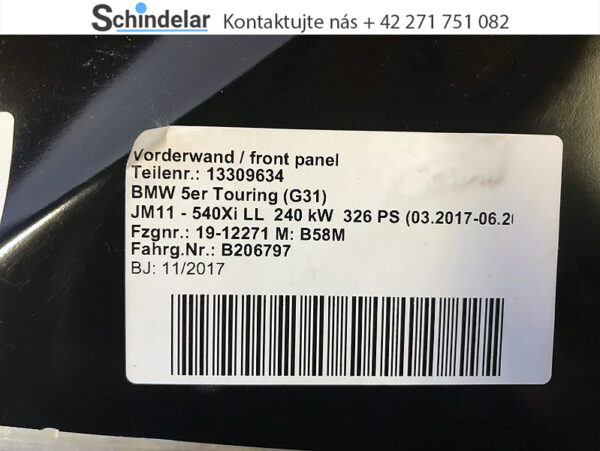 Schindelar Kontaktujte nás + 42 271 751 082
Vorderwand / front panel
Teilenr.: 13309634
BMW 5er Touring (G31)
JM11 - 540Xi LL 240 kW 326 PS (03.2017-06.20
Fzgnr.: 19-12271 M: B58M
Fahrg.Nr.: B206797
BJ: 11/2017